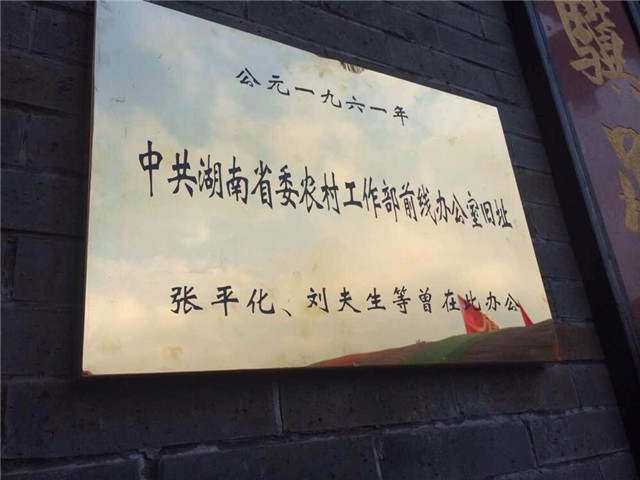 公元一九六一年
中共湖南省委农村工作部前线办公室旧址
张平化、刘夫生等曾在此办公
骥